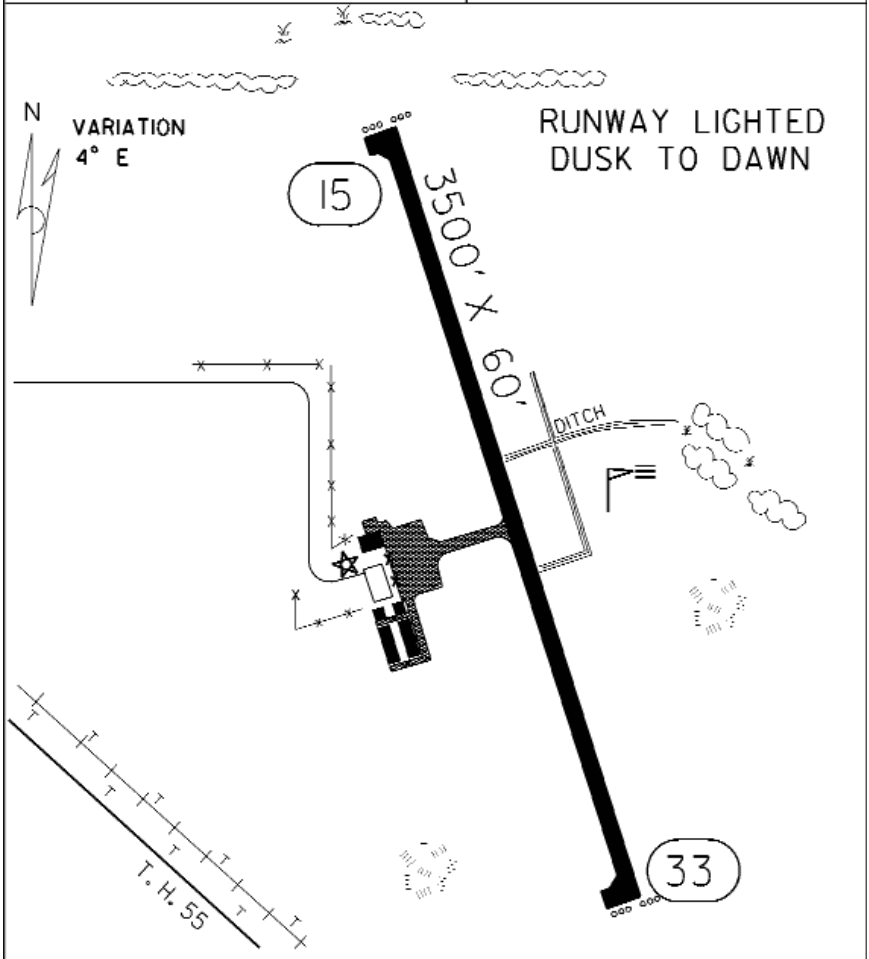 N
VARIATION
4° E
RUNWAY LIGHTED
DUSK TO DAWN
15
3500' X 60'
DITCH
T. H. 55
33